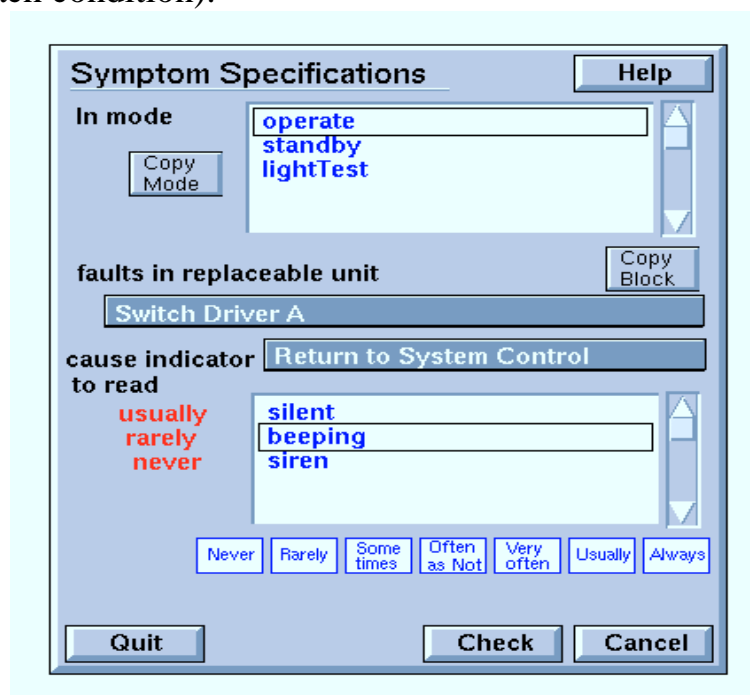 ten condition).
Symptom Specifications
Help
In mode
operate
standby
lightTest
Copy
Mode
Copy
Block
faults in replaceable unit
Switch Driver A
cause indicator
Return to System Control
to read
usually
silent
rarely
beeping
never
siren
Never
Rarely
Some
times
Often
as Not
Very
often
Usually
Always
Quit
Check
Cancel